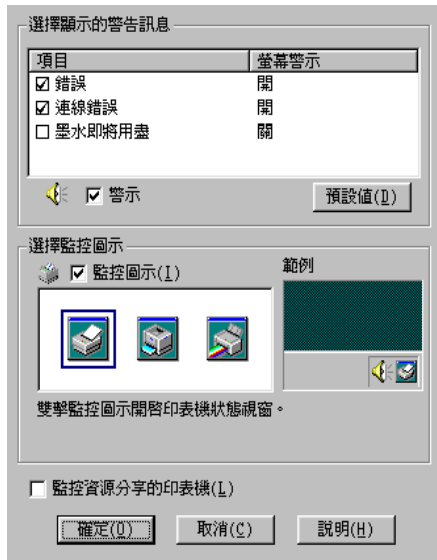 選擇顯示的警告訊息
項目 螢幕警示
錯誤 開
連線錯誤 開
墨水即將用盡 關
警示 預設值(D)
選擇監控圖示
監控圖示(I) 範例
雙擊監控圖示開啓印表機狀態視窗。
監控資源分享的印表機(L)
確定(O) 取消(C) 説明(H)